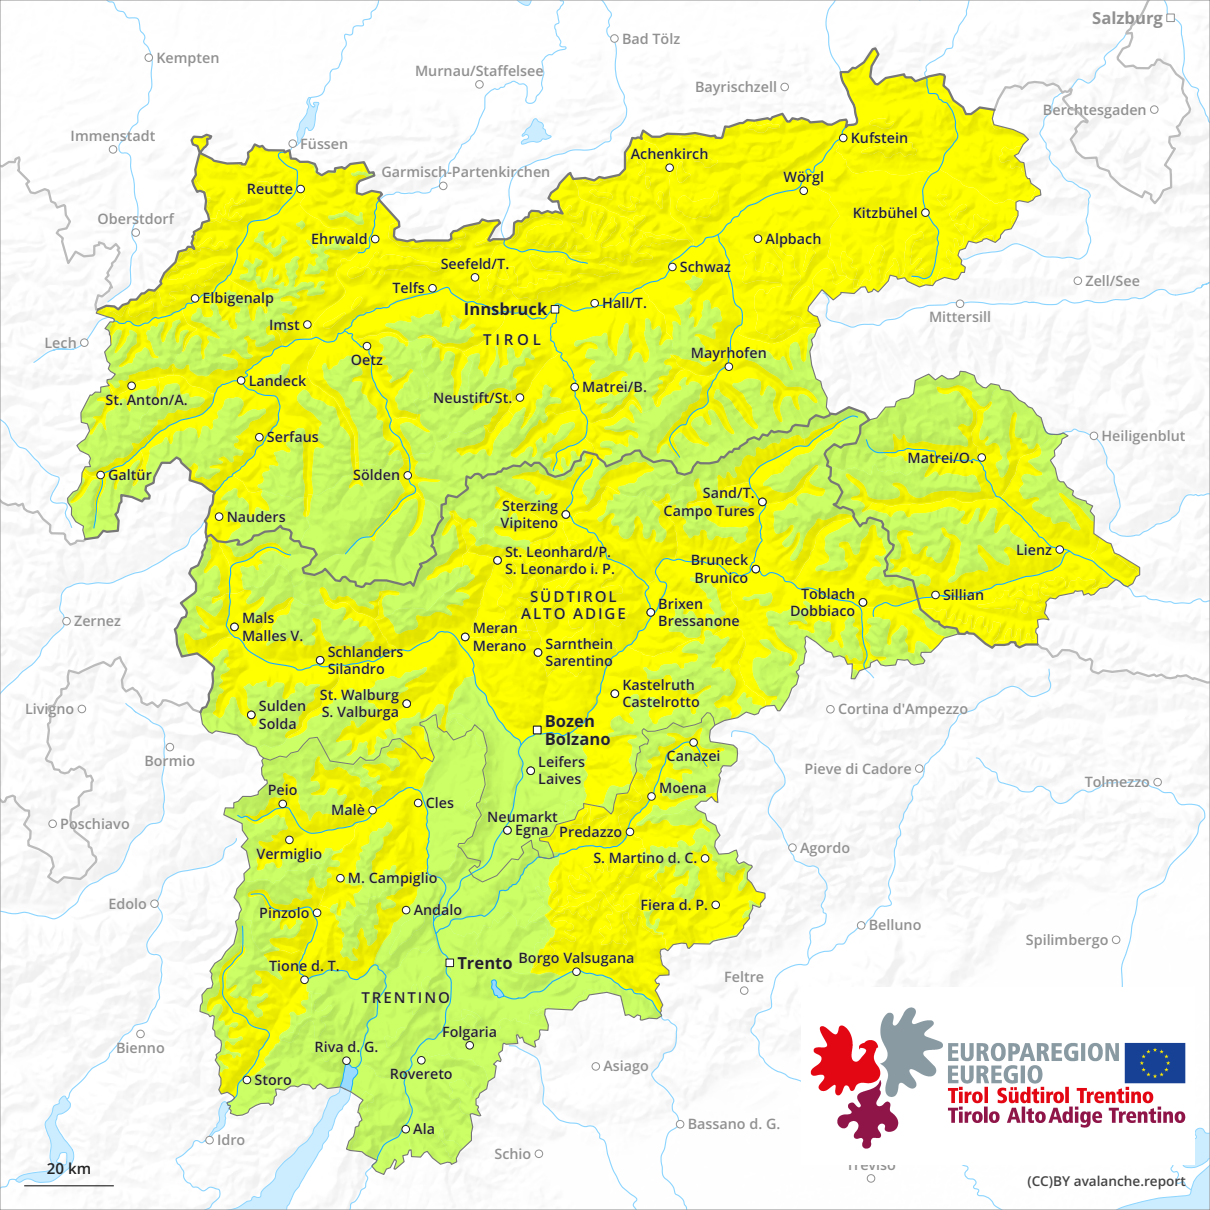 Salzburg
Bad Tölz
Kempten
Murnau/Staffelsee
Bayrischzell
Berchtesgaden
Immenstadt
Füssen
Kufstein
Achenkirch
Garmisch-Partenkirchen
Wörgl
Reutte
Oberstdorf
Kitzbühel
Ehrwald
Alpbach
Seefeld/T.
Schwaz
Zell/See
Telfs
Elbigenalp
Hall/T.
Innsbruck
Mittersill
Imst
TIROL
Lech
Oetz
Mayrhofen
Landeck
Matrei/B.
St. Anton/A.
Neustift/St.
Serfaus
Heiligenblut
Matrei/O.
Galtür
Sölden
Sand/T.
Campo Tures
Sterzing
Vipiteno
Nauders
St. Leonhard/P.
S. Leonardo i. P.
Lienz
Bruneck
Brunico
SÜDTIROL
ALTO ADIGE
Toblach
Dobbiaco
Sillian
Brixen
Bressanone
Zernez
Mals
Malles V.
Meran
Merano
Sarnthein
Sarentino
Schlanders
Silandro
Kastelruth
Castelrotto
St. Walburg
S. Valburga
Livigno
Sulden
Solda
Cortina d'Ampezzo
Bozen
Bolzano
Bormio
Canazei
Leifers
Laives
Pieve di Cadore
Tolmezzo
Peio
Moena
Malè
Cles
Neumarkt
Egna
Poschiavo
Predazzo
Vermiglio
Agordo
S. Martino d. C.
M. Campiglio
Edolo
Pinzolo
Andalo
Fiera d. P.
Belluno
Spilimbergo
Tione d. T.
Trento
Borgo Valsugana
Feltre
TRENTINO
Folgaria
Bienno
Riva d. G.
Rovereto
Asiago
Storo
EUROPAREGION
EUREGIO
Tirol Südtirol Trentino
Tirolo Alto Adige Trentino
Ala
Bassano d. G.
Idro
Schio
Treviso
20 km
(CC)BY avalanche.report